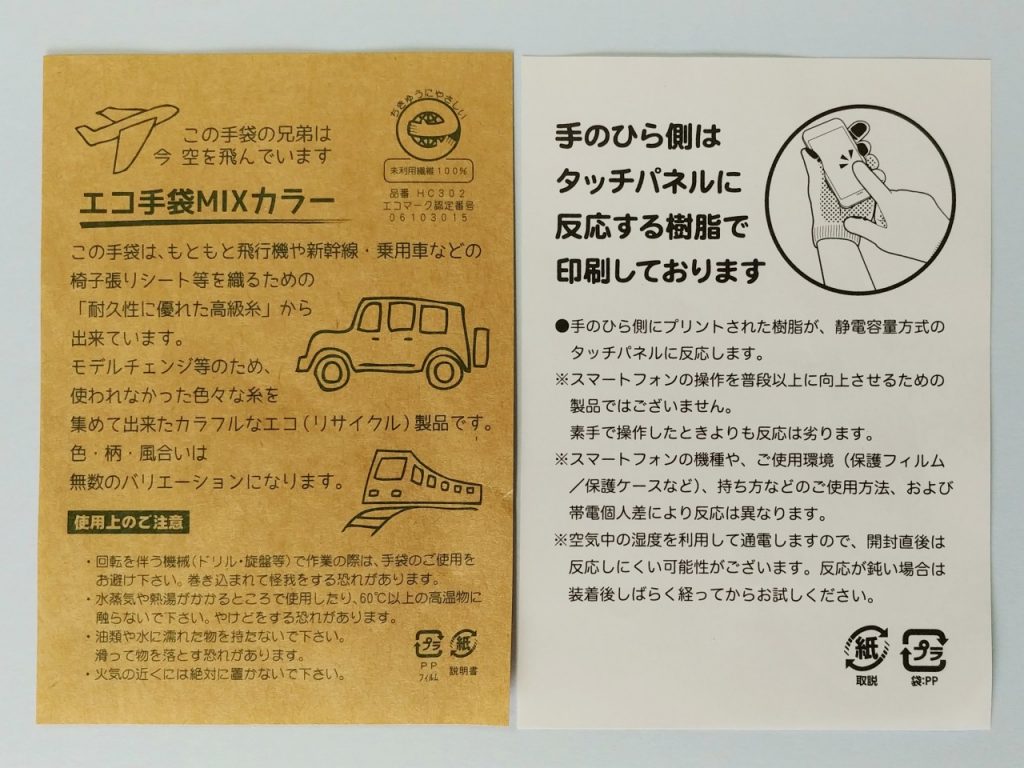 この手袋の兄弟は
今 空を飛んでいます
エコ手袋MIXカラー
ちきゅうにやさしい
未利用繊維100%
品番 HC302
エコマーク認定番号
06103015
この手袋は、もともと飛行機や新幹線・乗用車などの
椅子張りシート等を織るための
「耐久性に優れた高級糸」から
出来ています。
モデルチェンジ等のため、
使われなかった色々な糸を
集めて出来たカラフルなエコ(リサイクル)製品です。
色・柄・風合いは
無数のバリエーションになります。
使用上のご注意
・回転を伴う機械(ドリル・旋盤等)で作業の際は、手袋のご使用を
お避け下さい。巻き込まれて怪我をする恐れがあります。
・水蒸気や熱湯がかかるところで使用したり、60℃以上の高温物に
触らないで下さい。やけどをする恐れがあります。
・油類や水に濡れた物を持たないで下さい。
滑って物を落とす恐れがあります。
・火気の近くには絶対に置かないで下さい。
プラ
PP
フィルム
紙
説明書
手のひら側は
タッチパネルに
反応する樹脂で
印刷しております
●手のひら側にプリントされた樹脂が、静電容量方式の
タッチパネルに反応します。
※スマートフォンの操作を普段以上に向上させるための
製品ではございません。
素手で操作したときよりも反応は劣ります。
※スマートフォンの機種や、ご使用環境（保護フィルム
／保護ケースなど）、持ち方などのご使用方法、および
帯電個人差により反応は異なります。
※空気中の湿度を利用して通電しますので、開封直後は
反応しにくい可能性がございます。反応が鈍い場合は
装着後しばらく経ってからお試しください。
紙
取説
プラ
袋:PP